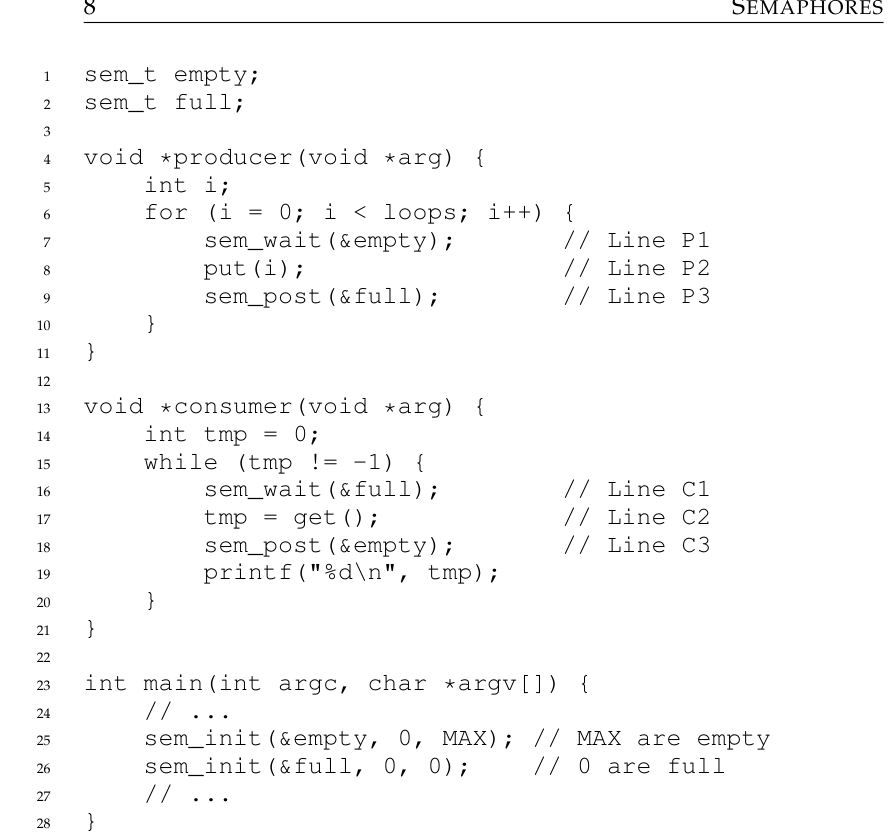 8 SEMAPHORES
1 sem_t empty;
2 sem_t full;
3
4 void *producer(void *arg) {
5     int i;
6     for (i = 0; i < loops; i++) {
7         sem_wait(&empty);       // Line P1
8         put(i);                 // Line P2
9         sem_post(&full);        // Line P3
10     }
11 }
12
13 void *consumer(void *arg) {
14     int tmp = 0;
15     while (tmp != -1) {
16         sem_wait(&full);        // Line C1
17         tmp = get();            // Line C2
18         sem_post(&empty);       // Line C3
19         printf("%d\n", tmp);
20     }
21 }
22
23 int main(int argc, char *argv[]) {
24     // ...
25     sem_init(&empty, 0, MAX); // MAX are empty
26     sem_init(&full, 0, 0);    // 0 are full
27     // ...
28 }